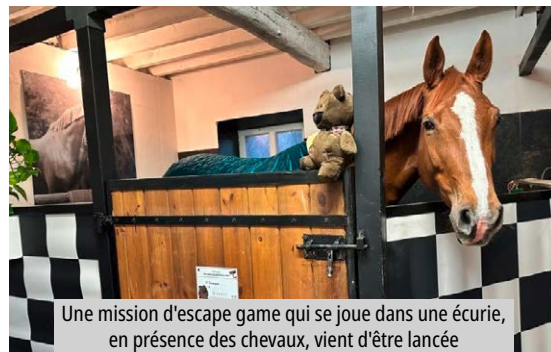 Une mission d'escape game qui se joue dans une écurie,
en présence des chevaux, vient d'être lancée